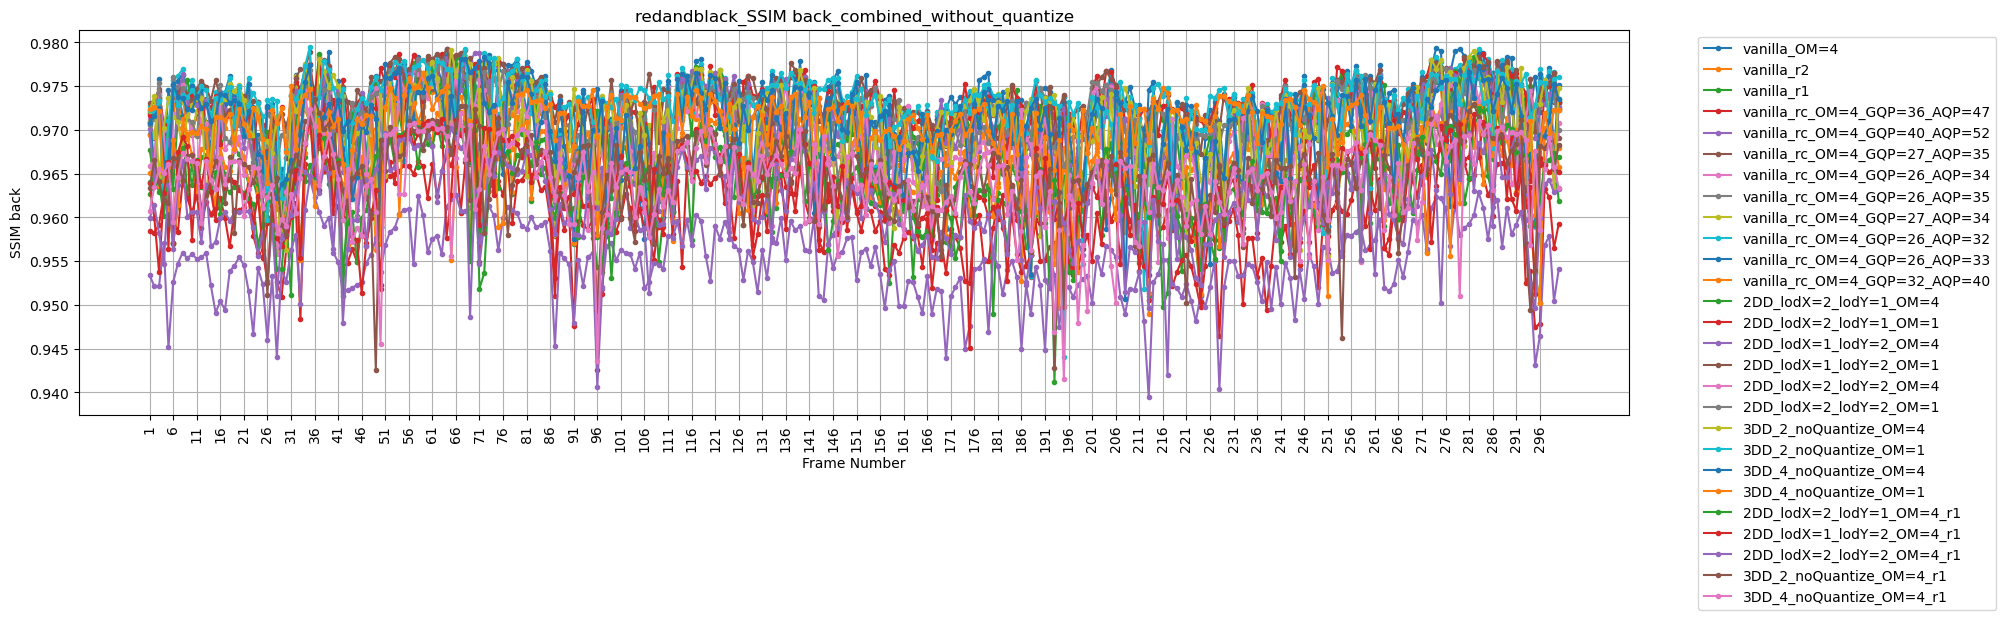 redandblack_SSIM back_combined_without_quantize
SSIM back
0.980
0.975
0.970
0.965
0.960
0.955
0.950
0.945
0.940
1 6 11 16 21 26 31 36 41 46 51 56 61 66 71 76 81 86 91 96 101 106 111 116 121 126 131 136 141 146 151 156 161 166 171 176 181 186 191 196 201 206 211 216 221 226 231 236 241 246 251 256 261 266 271 276 281 286 291 296
Frame Number
vanilla_OM=4
vanilla_r2
vanilla_r1
vanilla_rc_OM=4_GQP=36_AQP=47
vanilla_rc_OM=4_GQP=40_AQP=52
vanilla_rc_OM=4_GQP=27_AQP=35
vanilla_rc_OM=4_GQP=26_AQP=34
vanilla_rc_OM=4_GQP=26_AQP=35
vanilla_rc_OM=4_GQP=27_AQP=34
vanilla_rc_OM=4_GQP=26_AQP=32
vanilla_rc_OM=4_GQP=26_AQP=33
vanilla_rc_OM=4_GQP=32_AQP=40
2DD_lodX=2_lodY=1_OM=4
2DD_lodX=2_lodY=1_OM=1
2DD_lodX=1_lodY=2_OM=4
2DD_lodX=1_lodY=2_OM=1
2DD_lodX=2_lodY=2_OM=4
2DD_lodX=2_lodY=2_OM=1
3DD_2_noQuantize_OM=4
3DD_2_noQuantize_OM=1
3DD_4_noQuantize_OM=4
3DD_4_noQuantize_OM=1
2DD_lodX=2_lodY=1_OM=4_r1
2DD_lodX=1_lodY=2_OM=4_r1
2DD_lodX=2_lodY=2_OM=4_r1
3DD_2_noQuantize_OM=4_r1
3DD_4_noQuantize_OM=4_r1